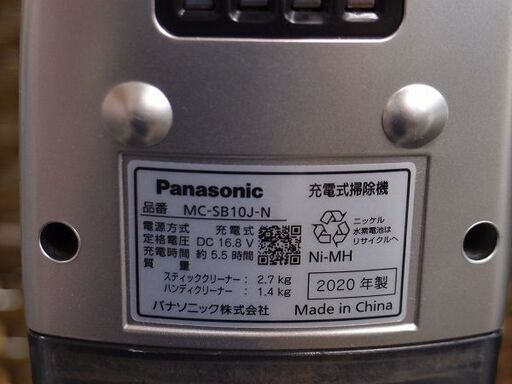 Panasonic 充電式掃除機
品番 MC-SB10J-N
電源方式 充電式
定格電圧 DC 16.8 V
充電時間 約 5.5 時間
質量
スティッククリーナー : 2.7 kg
ハンディクリーナー : 1.4 kg
パナソニック株式会社
ニッケル
水素電池は
リサイクルへ
Ni-MH
2020 年製
Made in China